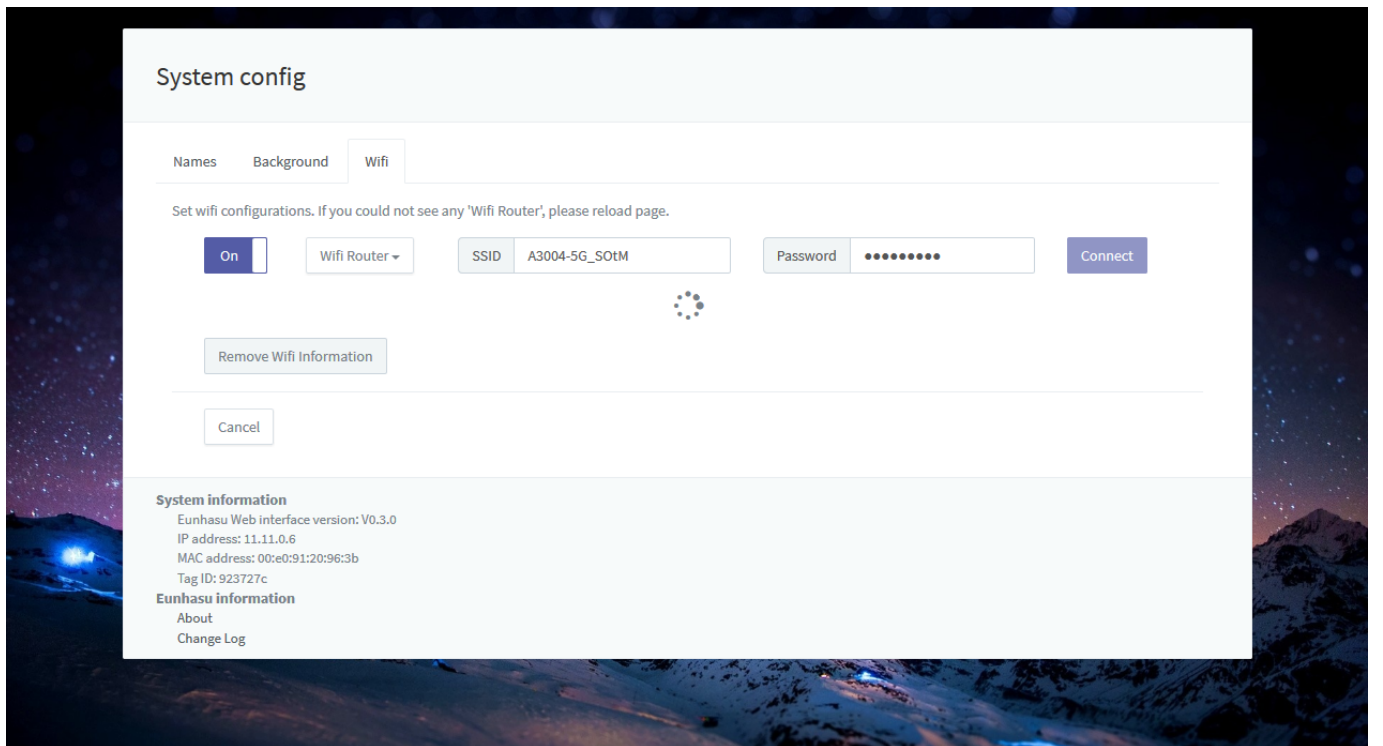 System config
Names Background Wifi
Set wifi configurations. If you could not see any 'Wifi Router', please reload page.
On Wifi Router SSID A3004-5G_SOtM Password ●●●●●●●●● Connect
Remove Wifi Information
Cancel
System information
Eunhasu Web interface version: V0.3.0
IP address: 11.11.0.6
MAC address: 00:e0:91:20:96:3b
Tag ID: 923727c
Eunhasu information
About
Change Log